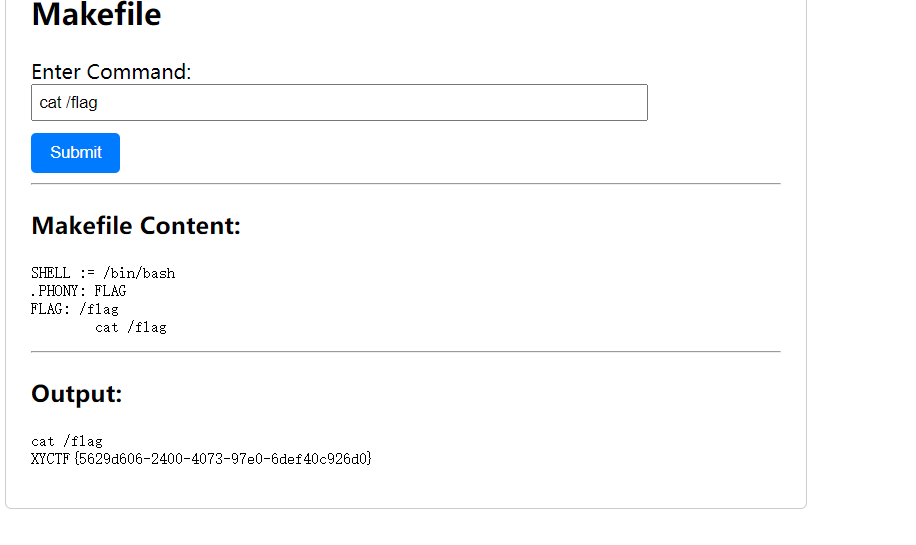 Makefile
Enter Command:
cat /flag
Submit
Makefile Content:
SHELL := /bin/bash
.PHONY: FLAG
FLAG: /flag
        cat /flag
Output:
cat /flag
XYCTF{5629d606-2400-4073-97e0-6def40c926d0}